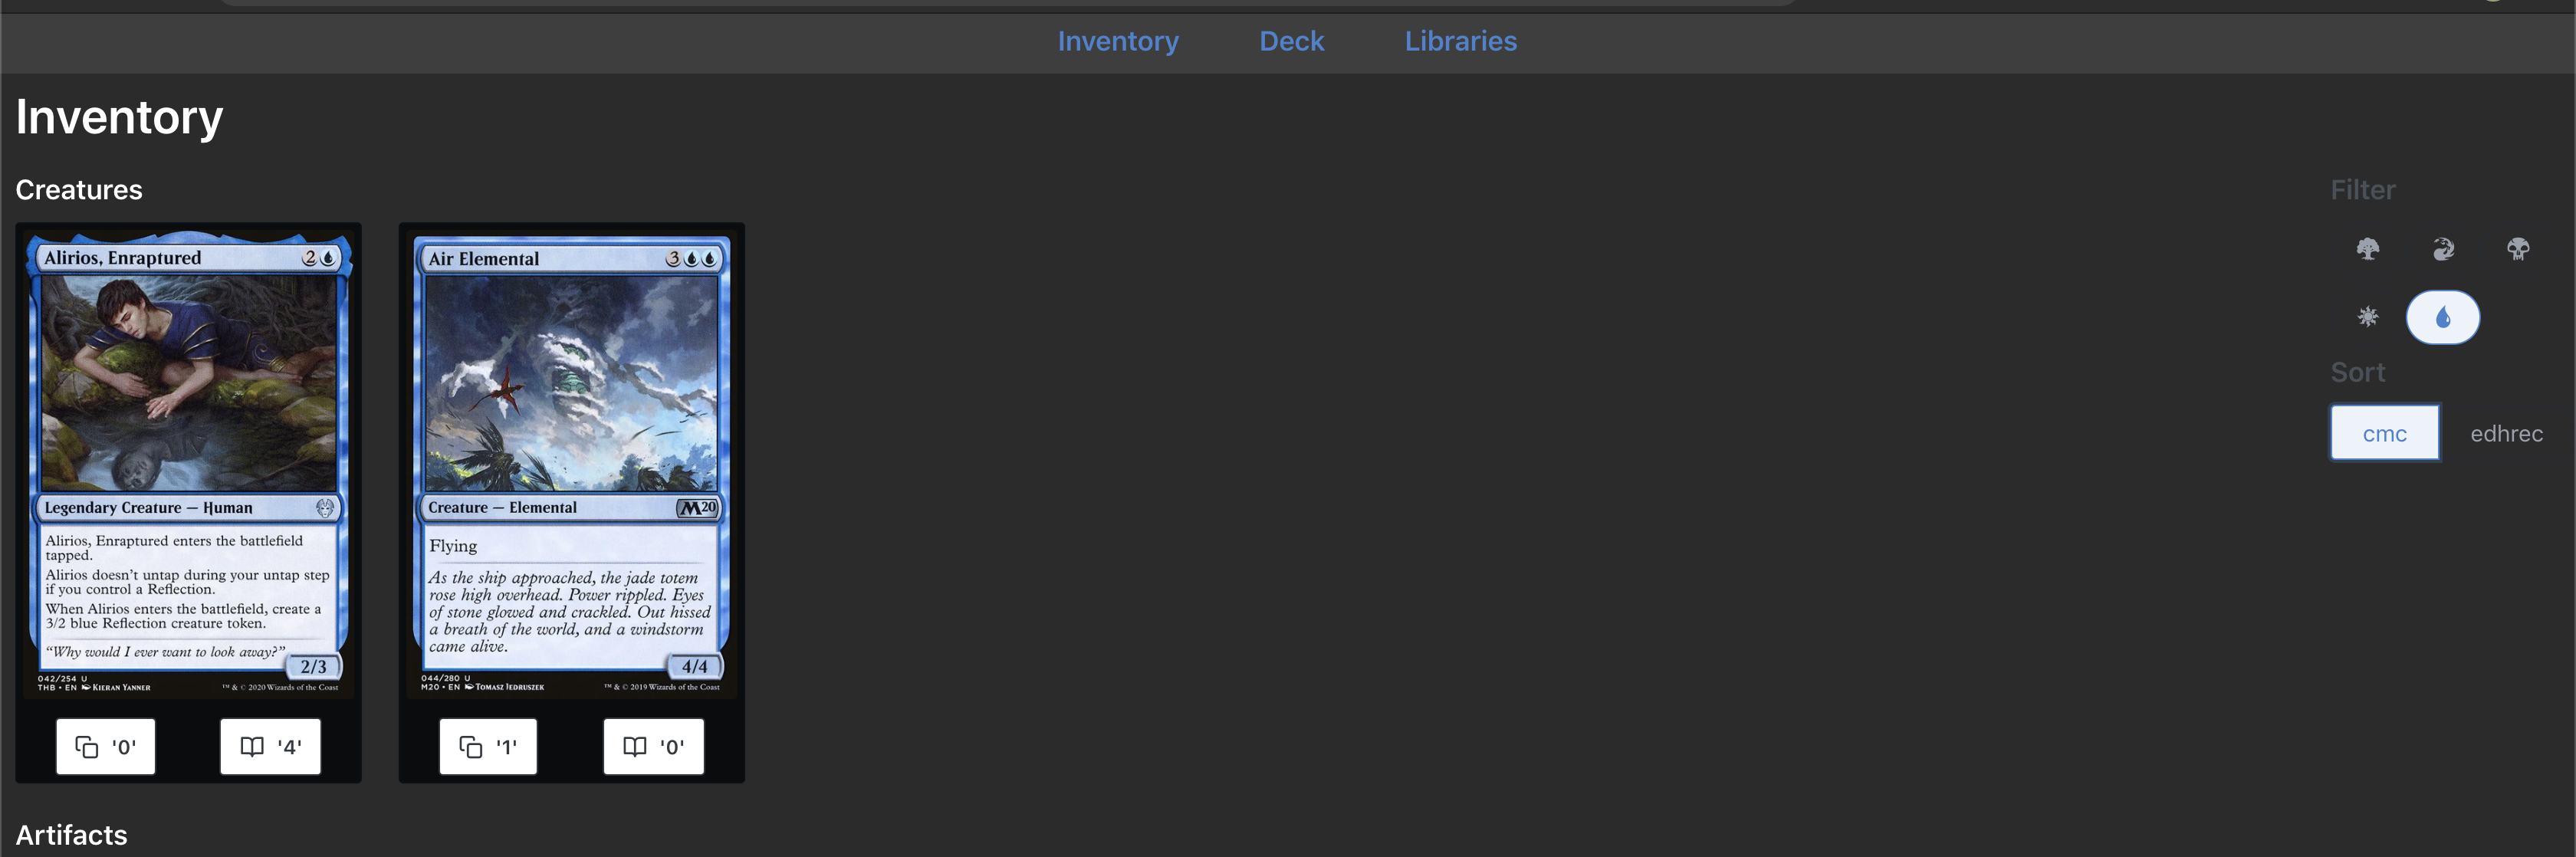 Inventory Deck Libraries
Inventory
Creatures
Alirios, Enraptured 2
Legendary Creature — Human
Alirios, Enraptured enters the battlefield
tapped.
Alirios doesn't untap during your untap step
if you control a Reflection.
When Alirios enters the battlefield, create a
3/2 blue Reflection creature token.
“Why would I ever want to look away?”
2/3
042/254 U
THB • EN KIERAN YANNER ™ & © 2020 Wizards of the Coast
'0' '4'
Air Elemental 3
Creature — Elemental M20
Flying
As the ship approached, the jade totem
rose high overhead. Power rippled. Eyes
of stone glowed and crackled. Out hissed
a breath of the world, and a windstorm
came alive.
4/4
044/280 U
M20 • EN TOMASZ JEDRUSZEK ™ & © 2019 Wizards of the Coast
'1' '0'
Filter
Sort
cmc edhrec
Artifacts